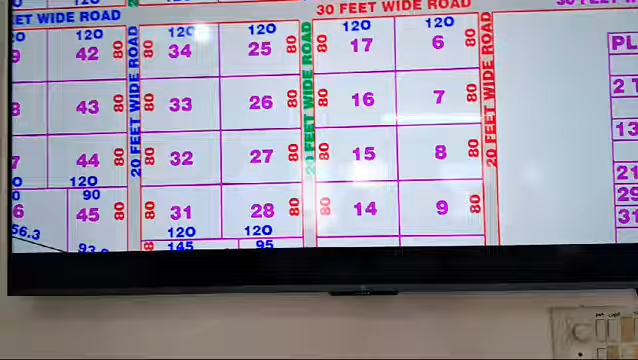 30 FEET WIDE ROAD
ET WIDE ROAD
120 120 120 120 120
42 80 20 FEET WIDE ROAD 80 34 25 80 20 FEET WIDE ROAD 80 17 6 80 20 FEET WIDE ROAD PL
43 80 80 33 26 80 80 16 7 80 2 T
44 80 80 32 27 80 80 15 8 80 13
120
90
6 45 80 80 31 28 80 80 14 9 80 21
120 120 29
56.3 145 95 31